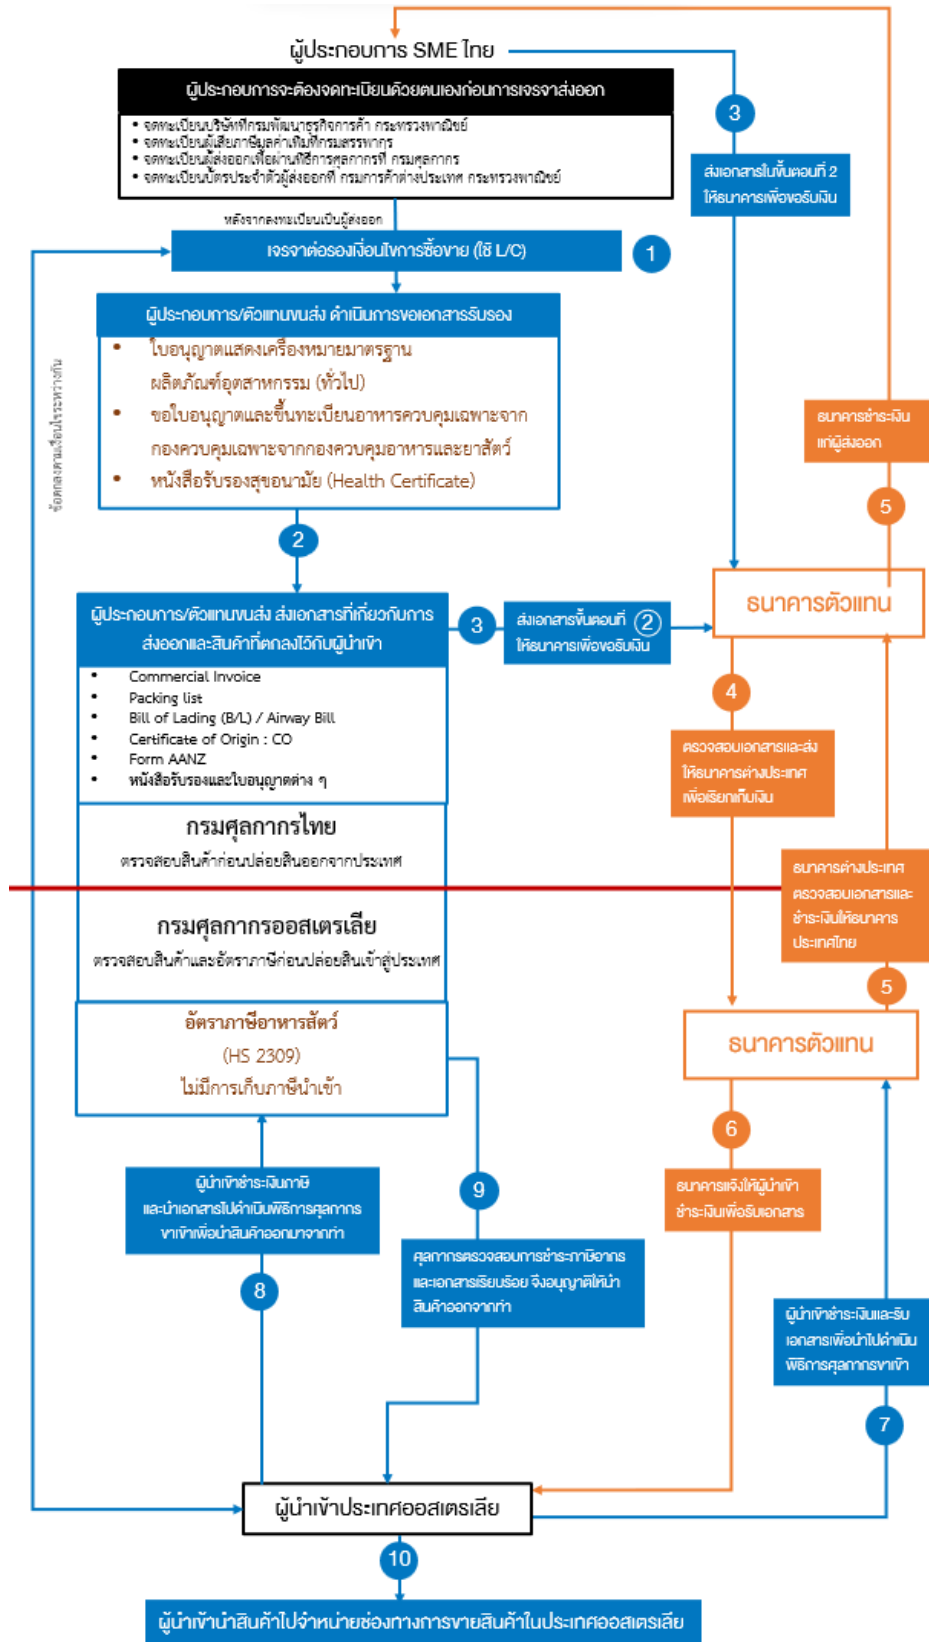 ผู้ประกอบการ SME ไทย
ผู้ประกอบการจะต้องจดทะเบียนด้วยตนเองก่อนการเจรจาส่งออก
• จดทะเบียนบริษัทที่กรมพัฒนาธุรกิจการค้า กระทรวงพาณิชย์
• จดทะเบียนผู้เสียภาษีมูลค่าเพิ่มที่กรมสรรพากร
• จดทะเบียนผู้ส่งออกเพื่อผ่านพิธีการศุลกากรที่ กรมศุลกากร
• จดทะเบียนบัตรประจำตัวผู้ส่งออกที่ กรมการค้าต่างประเทศ กระทรวงพาณิชย์
3
ส่งเอกสารในขั้นตอนที่ 2
ให้ธนาคารเพื่อขอรับเงิน
หลังจากลงทะเบียนเป็นผู้ส่งออก
เจรจาต่อรองเงื่อนไขการซื้อขาย (ใช้ L/C)
1
ผู้ประกอบการ/ตัวแทนขนส่ง ดำเนินการขอเอกสารรับรอง
• ใบอนุญาตแสดงเครื่องหมายมาตรฐาน
ผลิตภัณฑ์อุตสาหกรรม (ทั่วไป)
• ขอใบอนุญาตและขึ้นทะเบียนอาหารควบคุมเฉพาะจาก
กองควบคุมเฉพาะจากกองควบคุมอาหารและยาสัตว์
• หนังสือรับรองสุขอนามัย (Health Certificate)
ข้อตกลงตามเงื่อนไขระหว่างกัน
ธนาคารชำระเงิน
แก่ผู้ส่งออก
5
2
ธนาคารตัวแทน
ผู้ประกอบการ/ตัวแทนขนส่ง ส่งเอกสารที่เกี่ยวกับการ
ส่งออกและสินค้าที่ตกลงไว้กับผู้นำเข้า
3
ส่งเอกสารขั้นตอนที่ 2
ให้ธนาคารเพื่อขอรับเงิน
• Commercial Invoice
• Packing list
• Bill of Lading (B/L) / Airway Bill
• Certificate of Origin : CO
• Form AANZ
• หนังสือรับรองและใบอนุญาตต่าง ๆ
4
ตรวจสอบเอกสารและส่ง
ให้ธนาคารต่างประเทศ
เพื่อเรียกเก็บเงิน
กรมศุลกากรไทย
ตรวจสอบสินค้าก่อนปล่อยสินออกจากประเทศ
ธนาคารต่างประเทศ
ตรวจสอบเอกสารและ
ชำระเงินให้ธนาคาร
ประเทศไทย
5
กรมศุลกากรออสเตรเลีย
ตรวจสอบสินค้าและอัตราภาษีก่อนปล่อยสินเข้าสู่ประเทศ
อัตราภาษีอาหารสัตว์
(HS 2309)
ไม่มีการเก็บภาษีนำเข้า
ธนาคารตัวแทน
6
ธนาคารแจ้งให้ผู้นำเข้า
ชำระเงินเพื่อรับเอกสาร
ผู้นำเข้าชำระเงินภาษี
และนำเอกสารไปดำเนินพิธีการศุลกากร
ขาเข้าเพื่อนำสินค้าออกมาจากท่า
8
9
ศุลกากรตรวจสอบการชำระภาษีอากร
และเอกสารเรียบร้อย จึงอนุญาติให้นำ
สินค้าออกจากท่า
ผู้นำเข้าชำระเงินและรับ
เอกสารเพื่อนำไปดำเนิน
พิธีการศุลกากรขาเข้า
7
ผู้นำเข้าประเทศออสเตรเลีย
10
ผู้นำเข้านำสินค้าไปจำหน่ายช่องทางการขายสินค้าในประเทศออสเตรเลีย